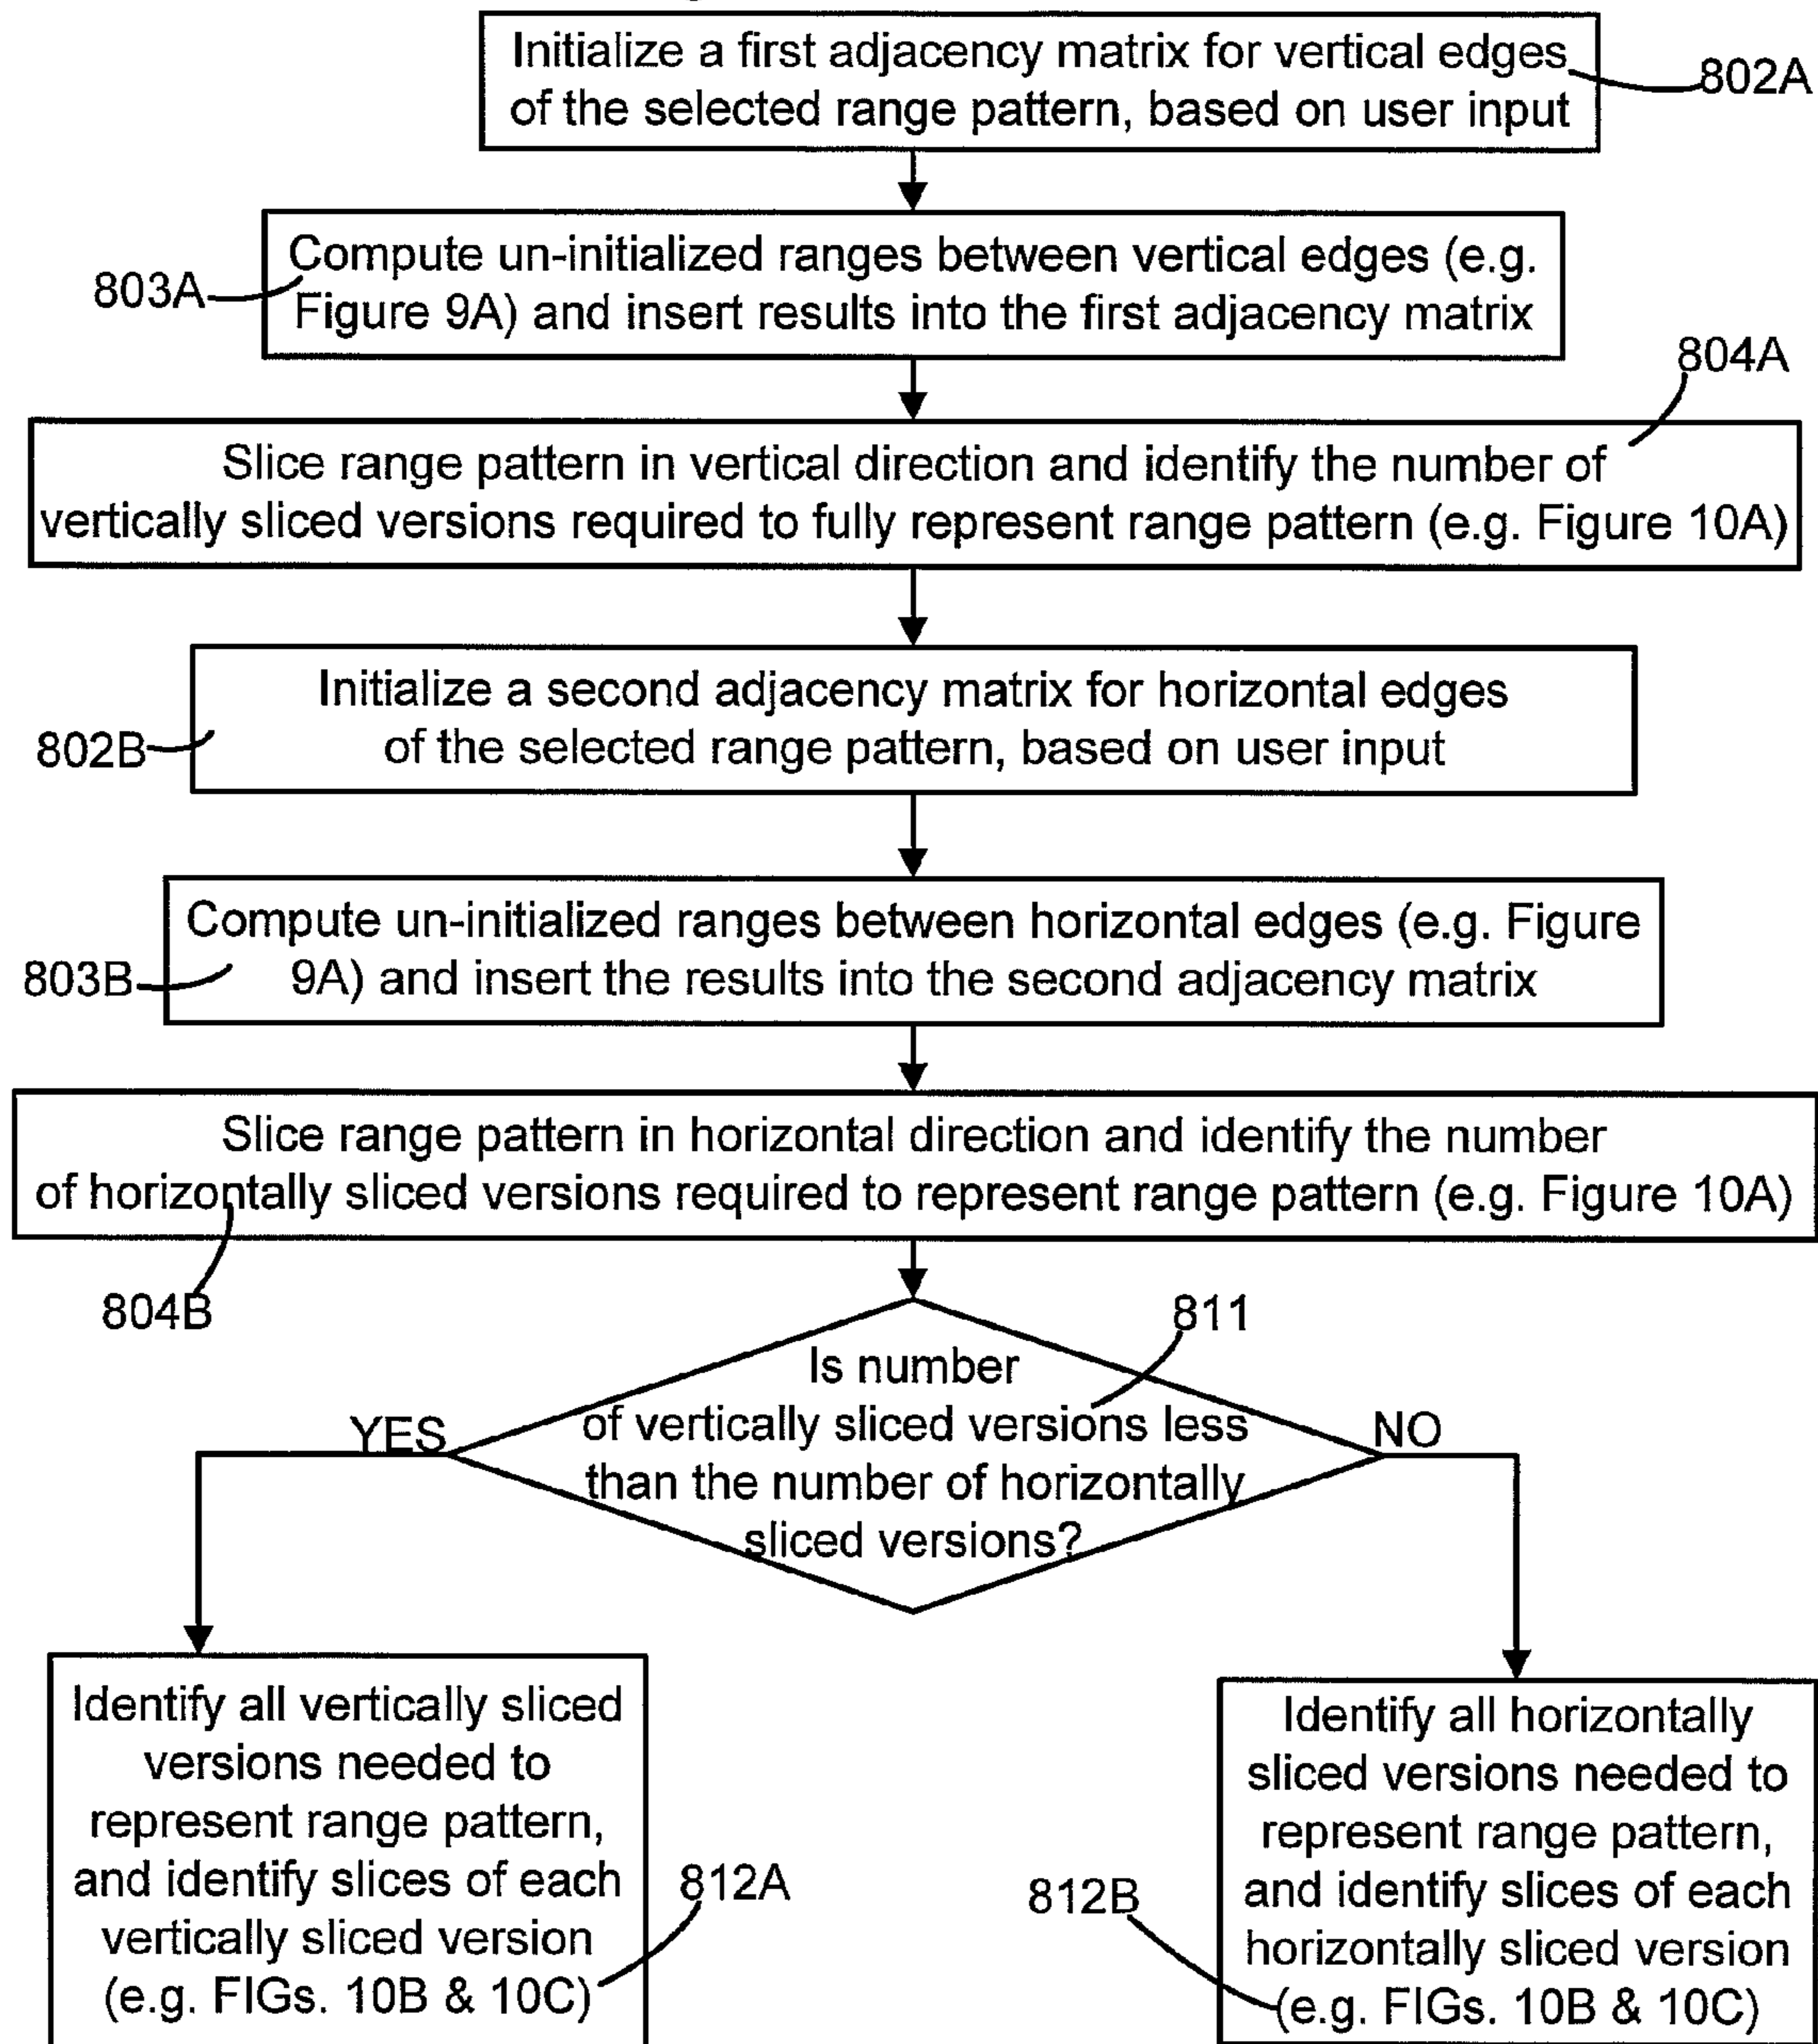 Initialize a first adjacency matrix for vertical edges
of the selected range pattern, based on user input
802A
Compute un-initialized ranges between vertical edges (e.g.
Figure 9A) and insert results into the first adjacency matrix
803A
804A
Slice range pattern in vertical direction and identify the number of
vertically sliced versions required to fully represent range pattern (e.g. Figure 10A)
Initialize a second adjacency matrix for horizontal edges
of the selected range pattern, based on user input
802B
Compute un-initialized ranges between horizontal edges (e.g. Figure
9A) and insert the results into the second adjacency matrix
803B
Slice range pattern in horizontal direction and identify the number
of horizontally sliced versions required to represent range pattern (e.g. Figure 10A)
804B
811
Is number
of vertically sliced versions less
than the number of horizontally
sliced versions?
YES
NO
Identify all vertically sliced
versions needed to
represent range pattern,
and identify slices of each
vertically sliced version
(e.g. FIGs. 10B & 10C)
812A
812B
Identify all horizontally
sliced versions needed to
represent range pattern,
and identify slices of each
horizontally sliced version
(e.g. FIGs. 10B & 10C)